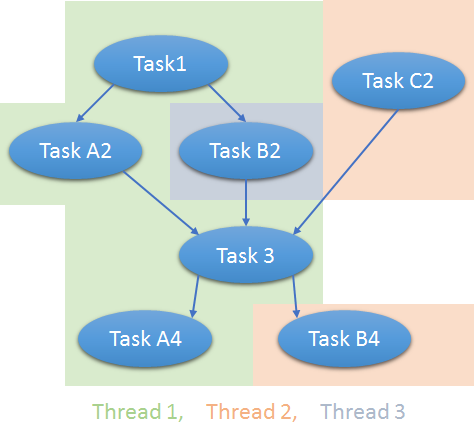 Task1
Task C2
Task A2
Task B2
Task 3
Task A4
Task B4
Thread 1, Thread 2, Thread 3